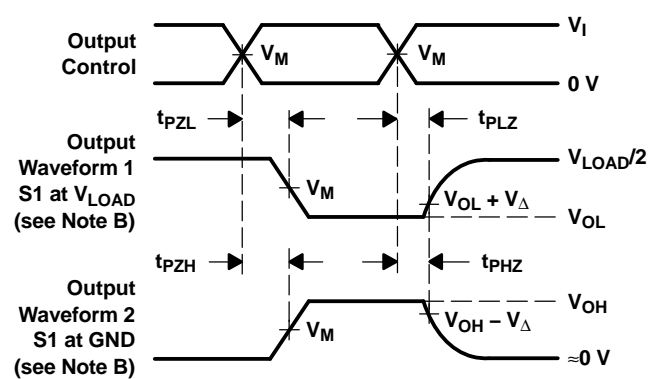 Output
Control
V_I
V_M
V_M
0 V
t_PZL
t_PLZ
Output
Waveform 1
S1 at V_LOAD
(see Note B)
V_LOAD/2
V_M
V_OL + V_Δ
V_OL
t_PZH
t_PHZ
Output
Waveform 2
S1 at GND
(see Note B)
V_OH
V_M
V_OH – V_Δ
≈0 V